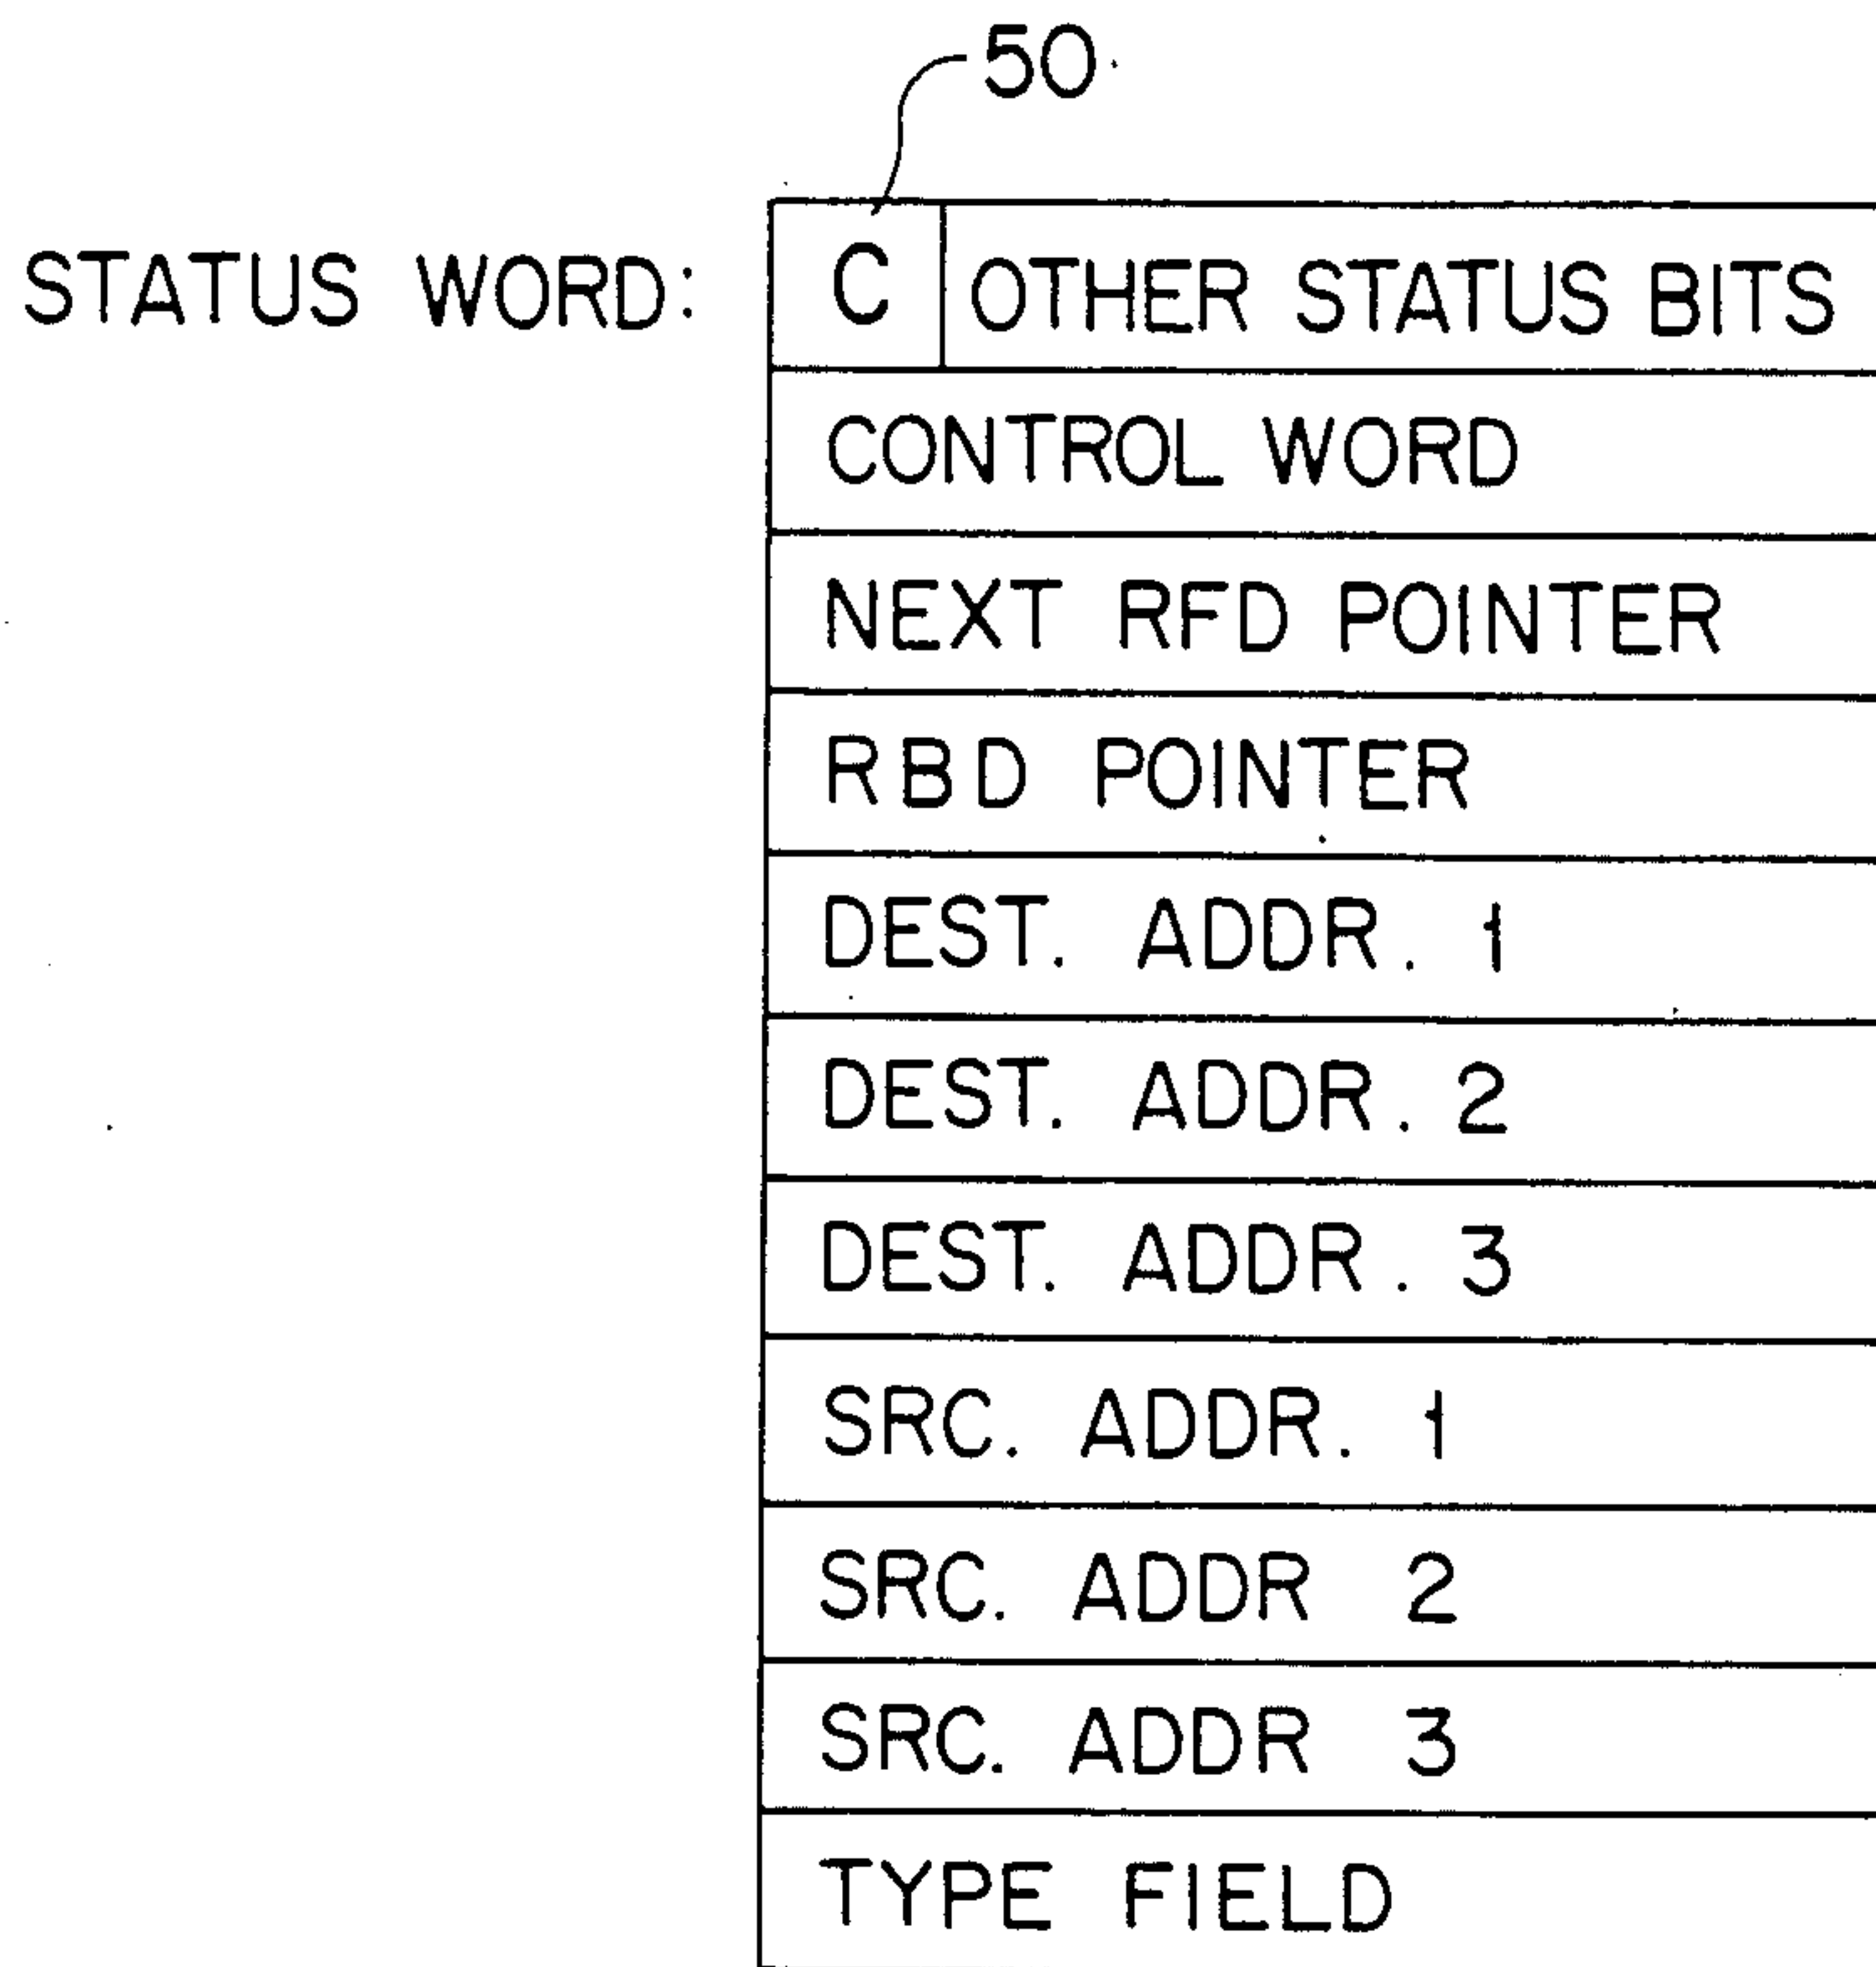 50
STATUS WORD: C OTHER STATUS BITS
CONTROL WORD
NEXT RFD POINTER
RBD POINTER
DEST. ADDR. 1
DEST. ADDR. 2
DEST. ADDR. 3
SRC. ADDR. 1
SRC. ADDR 2
SRC. ADDR 3
TYPE FIELD